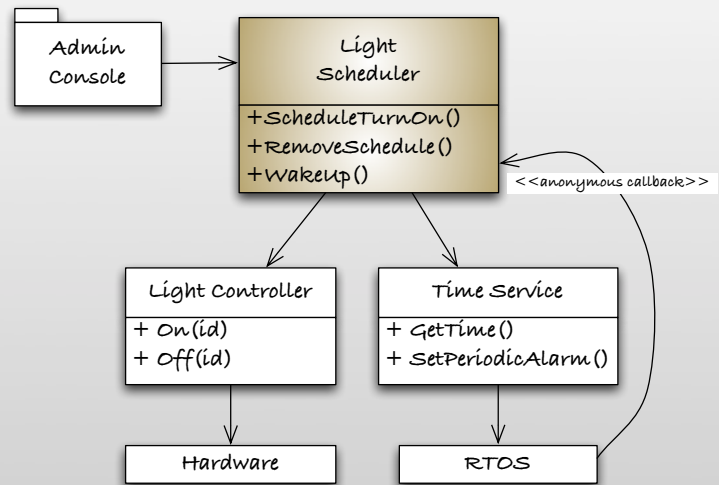 Admin
Console
Light
Scheduler
+ScheduleTurnOn()
+RemoveSchedule()
+WakeUp()
<<anonymous callback>>
Light Controller
+ On(id)
+ Off(id)
Time Service
+ GetTime()
+ SetPeriodicAlarm()
Hardware
RTOS